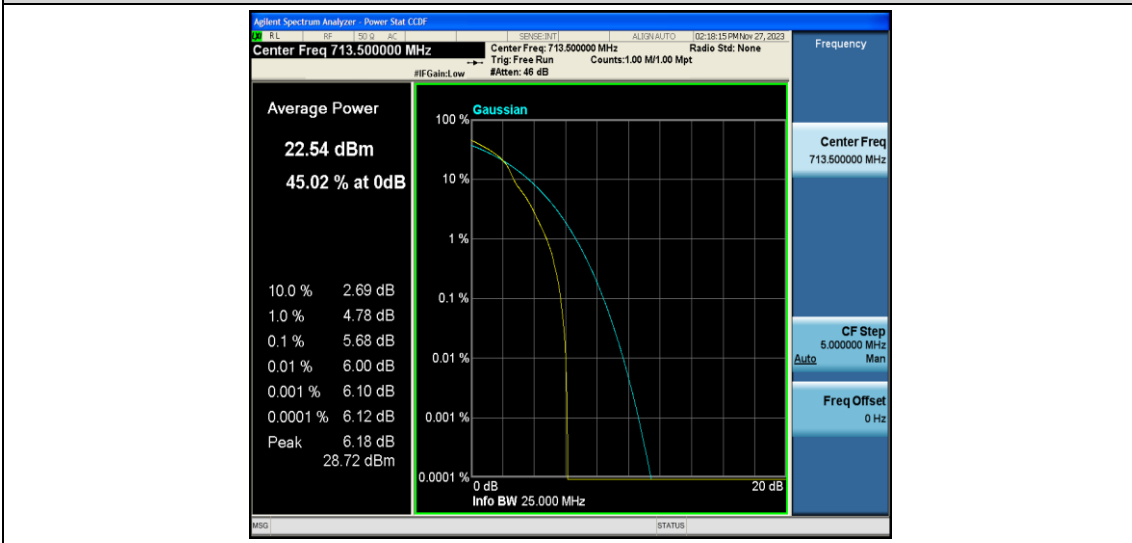 Agilent Spectrum Analyzer - Power Stat CCDF
LXI RL RF 50 Ω AC SENSE:INT ALIGN AUTO 02:18:15 PM Nov 27, 2023
Center Freq 713.500000 MHz
Center Freq: 713.500000 MHz Radio Std: None
Trig: Free Run Counts:1.00 M/1.00 Mpt
#IFGain:Low #Atten: 46 dB
Frequency
Average Power
22.54 dBm
45.02 % at 0dB
10.0 % 2.69 dB
1.0 % 4.78 dB
0.1 % 5.68 dB
0.01 % 6.00 dB
0.001 % 6.10 dB
0.0001 % 6.12 dB
Peak 6.18 dB
28.72 dBm
Gaussian
100 %
10 %
1 %
0.1 %
0.01 %
0.001 %
0.0001 %
0 dB 20 dB
Info BW 25.000 MHz
Center Freq
713.500000 MHz
CF Step
5.000000 MHz
Auto Man
Freq Offset
0 Hz
MSG STATUS